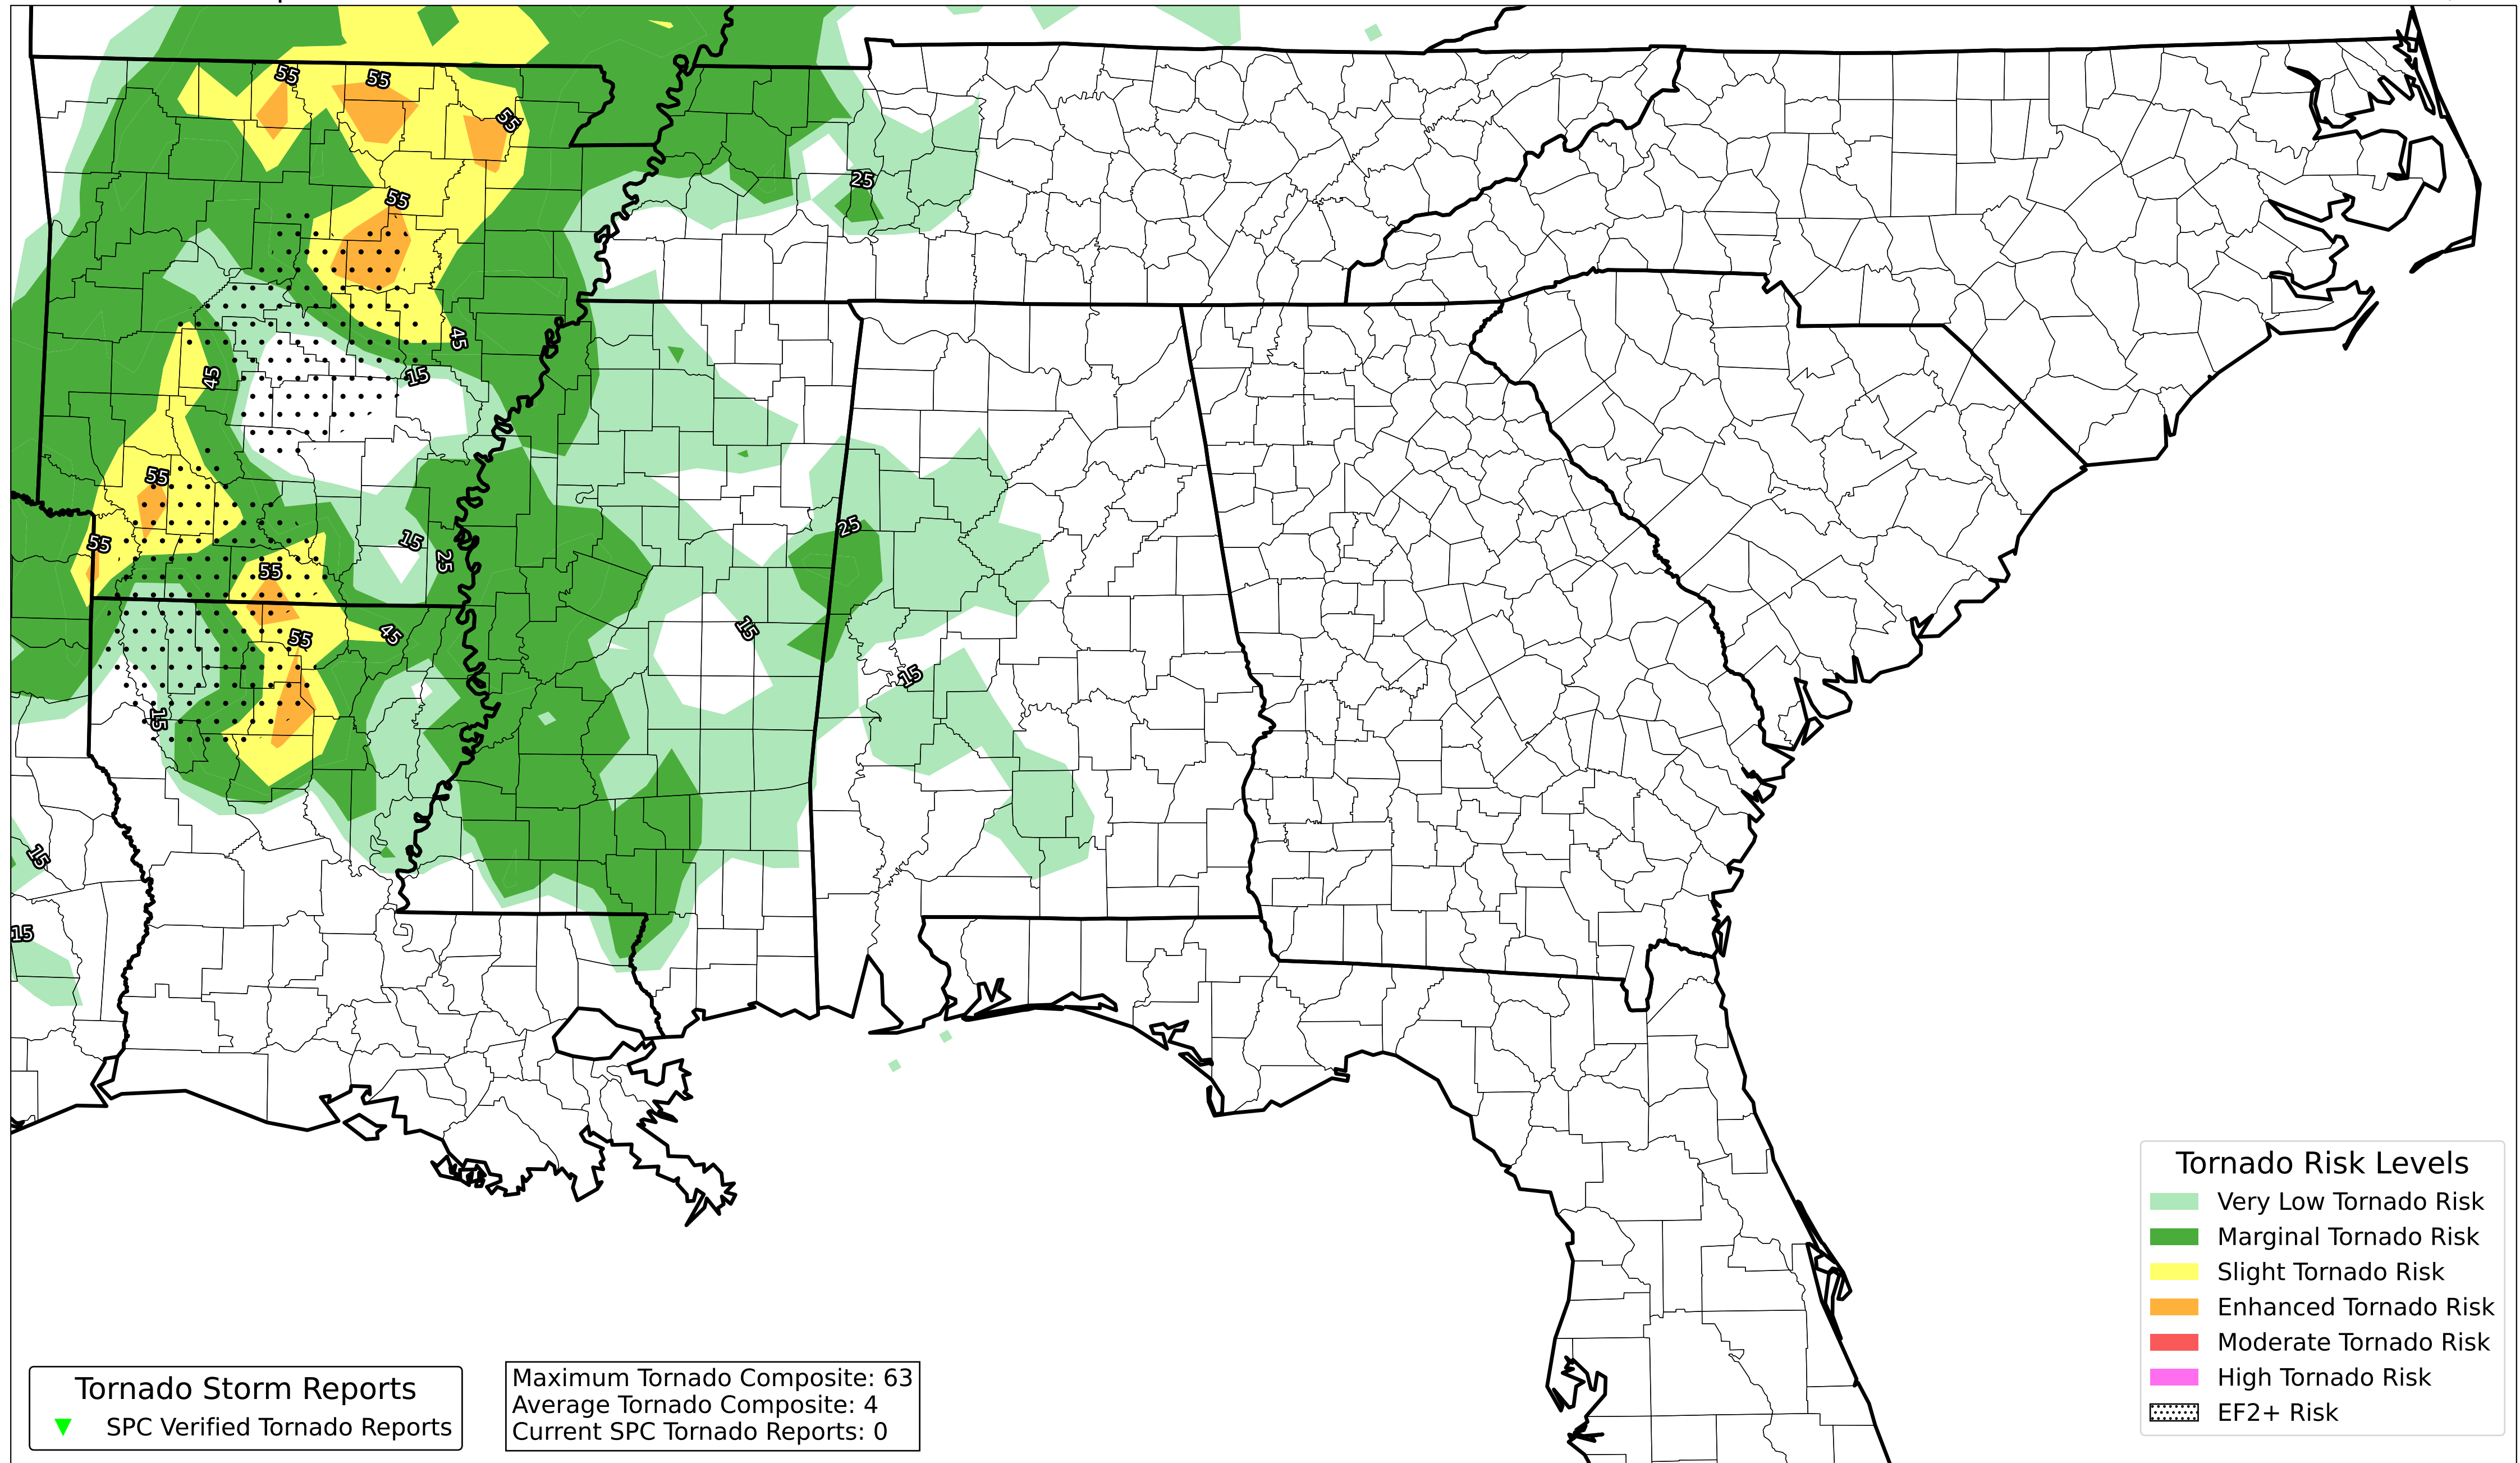 55
55
55
25
55
45
45
15
55
25
55
15
25
55
45
55
15
15
15
15
15
Tornado Risk Levels
Very Low Tornado Risk
Marginal Tornado Risk
Slight Tornado Risk
Enhanced Tornado Risk
Moderate Tornado Risk
High Tornado Risk
EF2+ Risk
Tornado Storm Reports
SPC Verified Tornado Reports
Maximum Tornado Composite: 63
Average Tornado Composite: 4
Current SPC Tornado Reports: 0